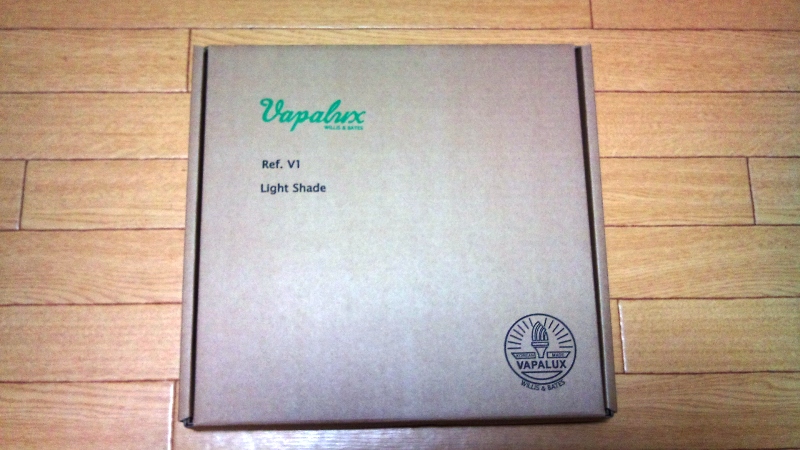 Vapalux
WILLIS & BATES
Ref. V1
Light Shade
VAPALUX
WILLIS & BATES